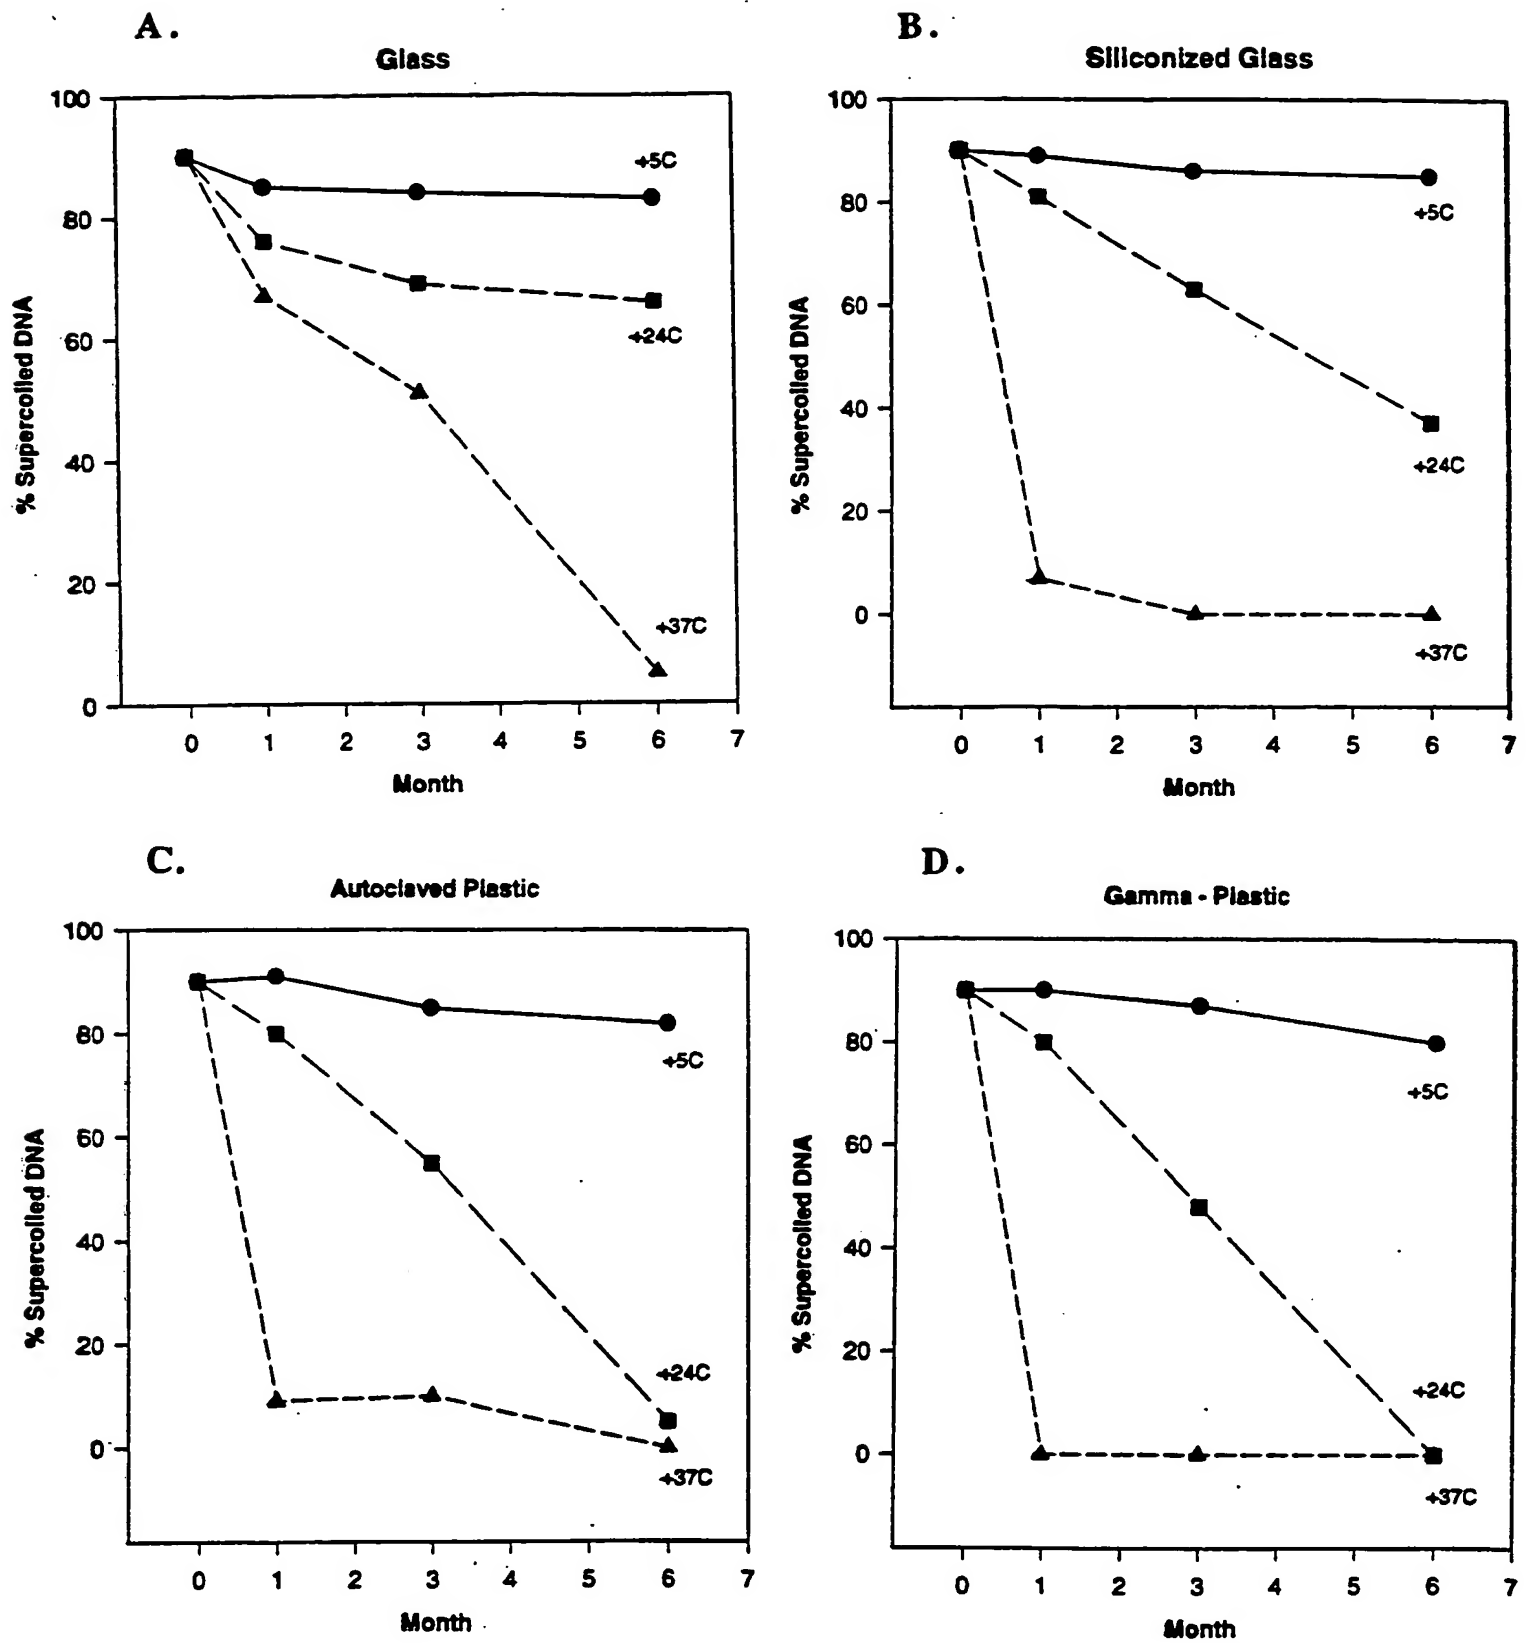 A.
Glass
100
80
60
40
20
0
% Supercoiled DNA
+5C
+24C
+37C
0 1 2 3 4 5 6 7
Month
B.
Siliconized Glass
100
80
60
40
20
0
% Supercoiled DNA
+5C
+24C
+37C
0 1 2 3 4 5 6 7
Month
C.
Autoclaved Plastic
100
80
60
40
20
0
% Supercoiled DNA
+5C
+24C
+37C
0 1 2 3 4 5 6 7
Month
D.
Gamma - Plastic
100
80
60
40
20
0
% Supercoiled DNA
+5C
+24C
+37C
0 1 2 3 4 5 6 7
Month